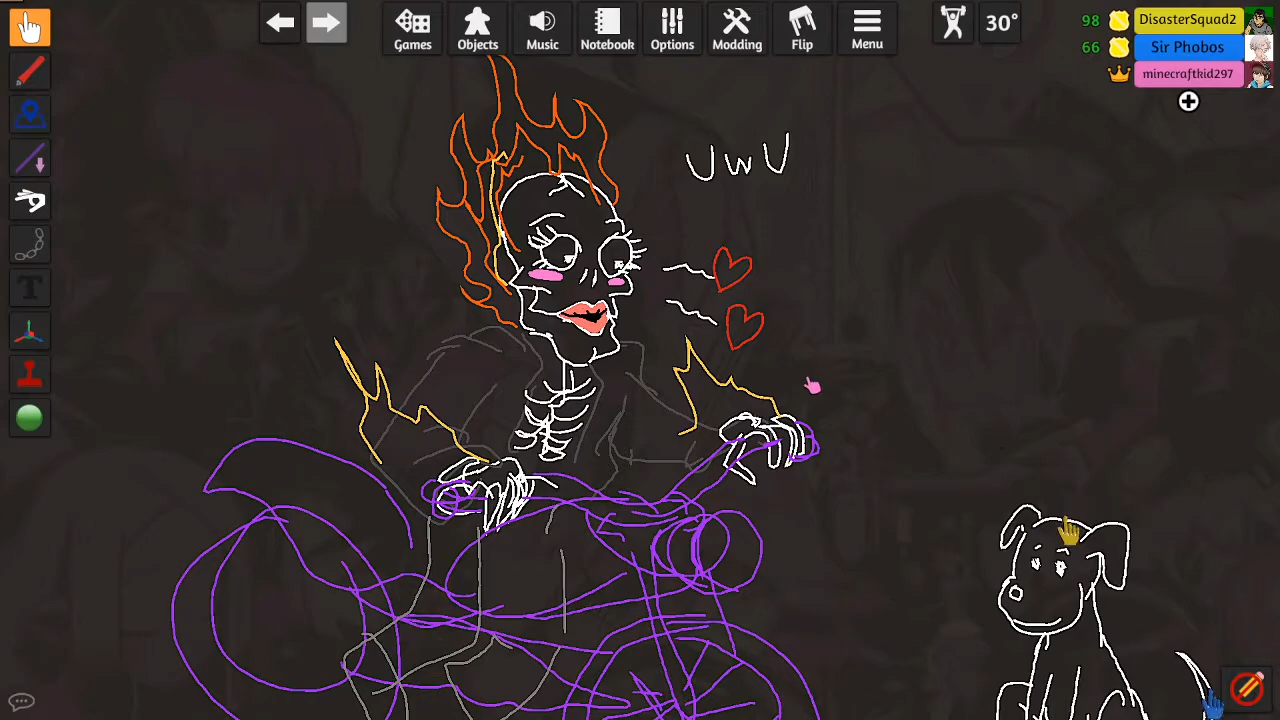 Games Objects Music Notebook Options Modding Flip Menu 30°
98 DisasterSquad2
66 Sir Phobos
minecraftkid297
UwU
T